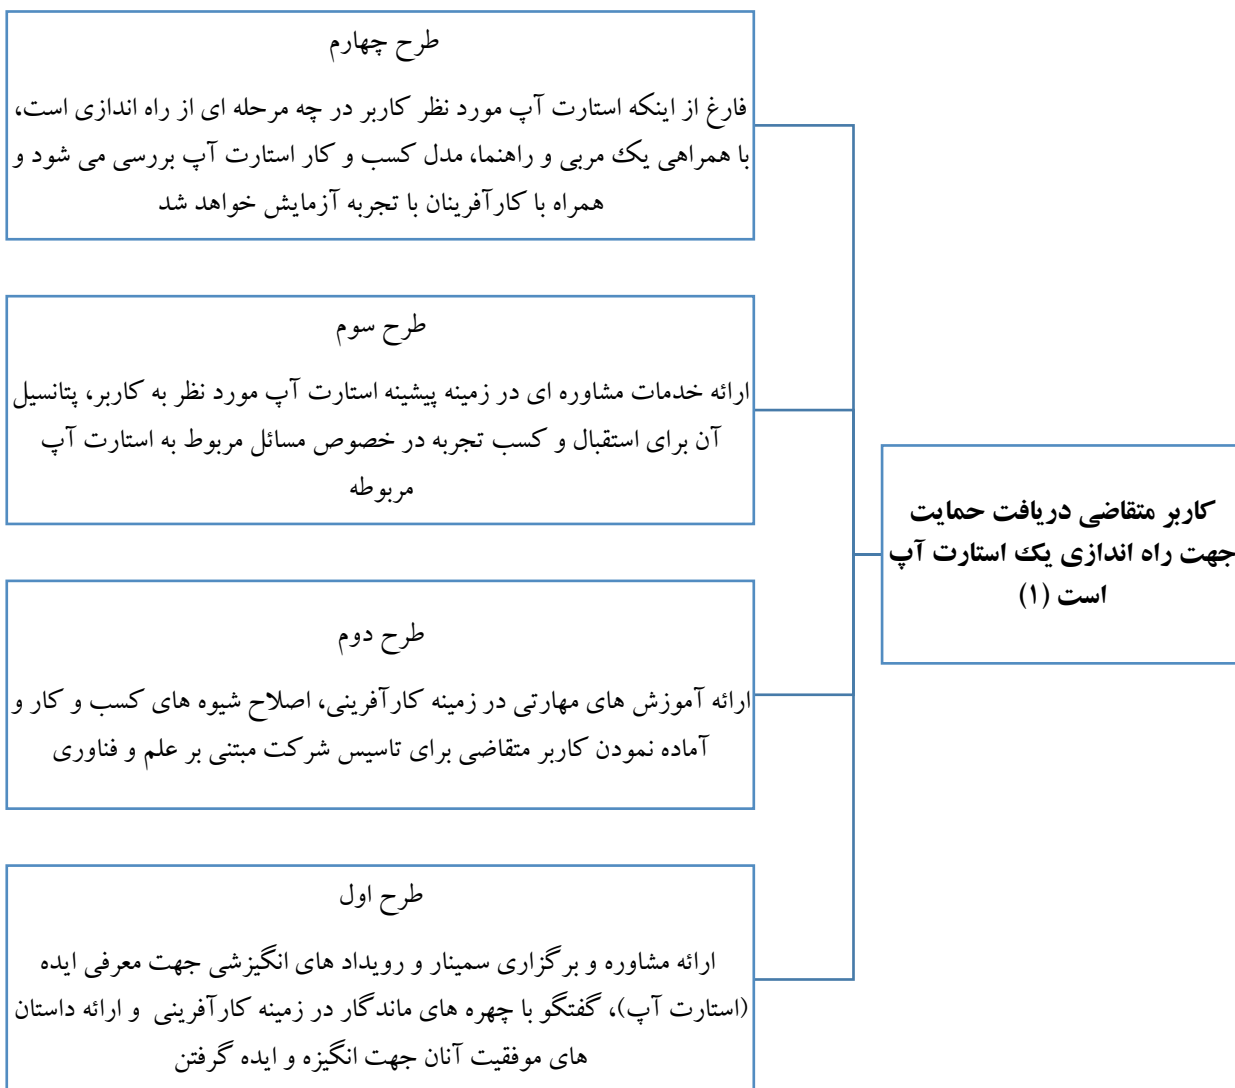 طرح چهارم
فارغ از اینکه استارت آپ مورد نظر کاربر در چه مرحله ای از راه اندازی است،
با همراهی یک مربی و راهنما، مدل کسب و کار استارت آپ بررسی می شود و
همراه با کارآفرینان با تجربه آزمایش خواهد شد
طرح سوم
ارائه خدمات مشاوره ای در زمینه پیشینه استارت آپ مورد نظر به کاربر، پتانسیل
آن برای استقبال و کسب تجربه در خصوص مسائل مربوط به استارت آپ
مربوطه
کاربر متقاضی دریافت حمایت
جهت راه اندازی یک استارت آپ
است (۱)
طرح دوم
ارائه آموزش های مهارتی در زمینه کارآفرینی، اصلاح شیوه های کسب و کار و
آماده نمودن کاربر متقاضی برای تاسیس شرکت مبتنی بر علم و فناوری
طرح اول
ارائه مشاوره و برگزاری سمینار و رویداد های انگیزشی جهت معرفی ایده
(استارت آپ)، گفتگو با چهره های ماندگار در زمینه کارآفرینی و ارائه داستان
های موفقیت آنان جهت انگیزه و ایده گرفتن